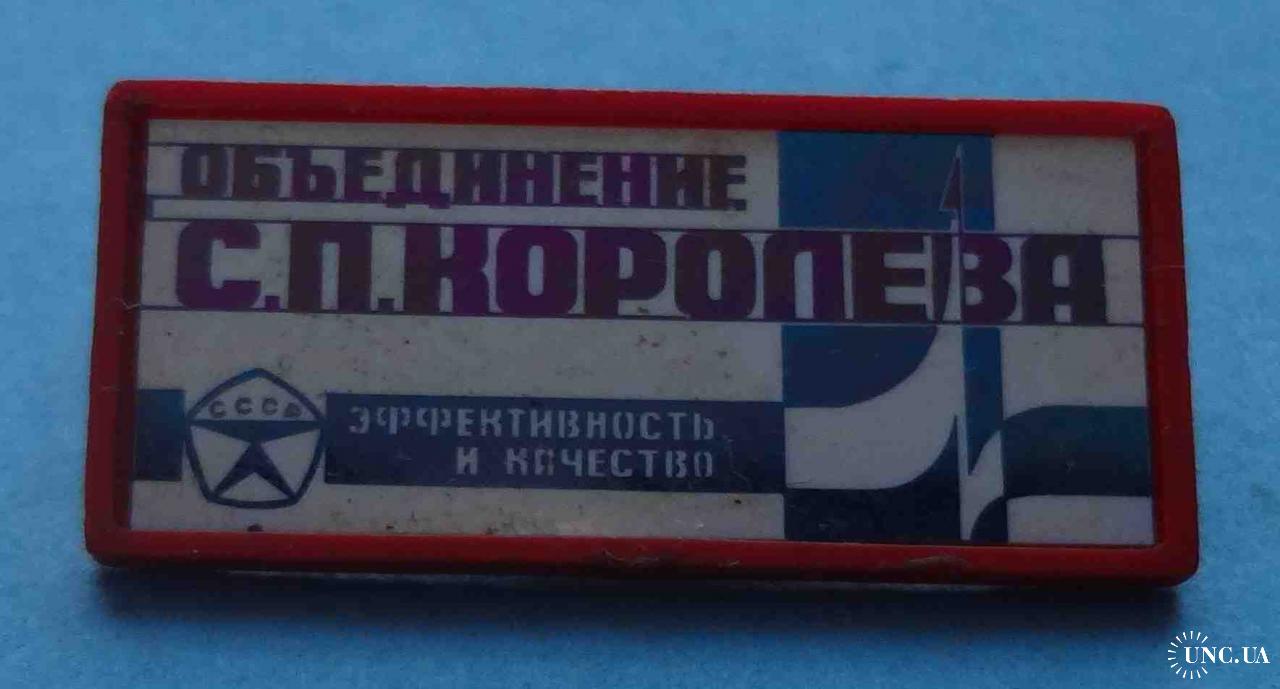 ОБЪЕДИНЕНИЕ
С.П.КОРОЛЕВА
СССР
ЭФФЕКТИВНОСТЬ
И КАЧЕСТВО
UNC.UA